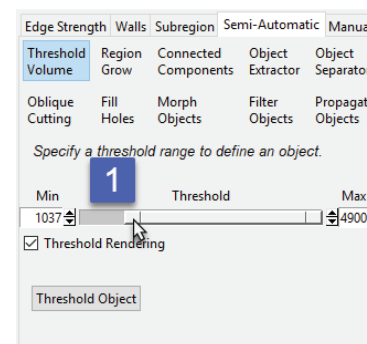 Edge Strength Walls Subregion Semi-Automatic Manua
Threshold Region Connected Object Object
Volume Grow Components Extractor Separato
Oblique Fill Morph Filter Propagat
Cutting Holes Objects Objects Objects
Specify a threshold range to define an object.
1
Min Threshold Max
1037 4900
Threshold Rendering
Threshold Object